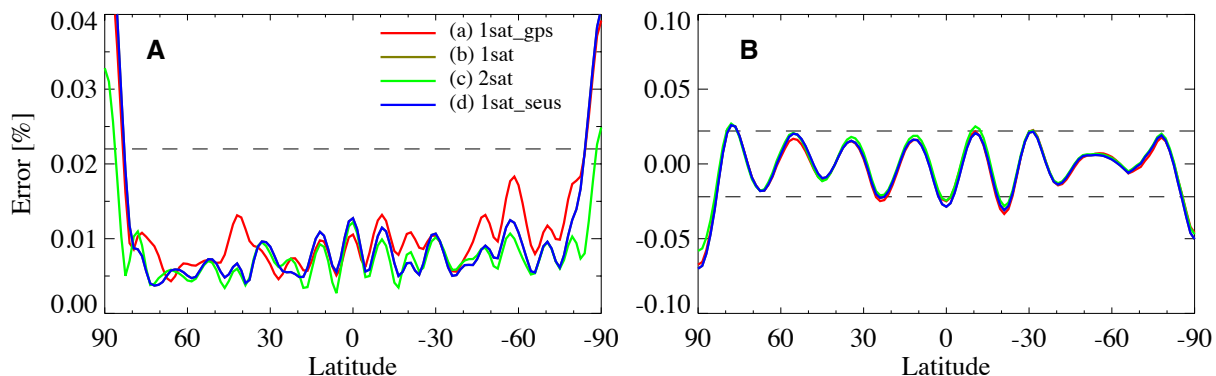 0.04
0.03
0.02
0.01
0.00
Error [%]
A
(a) 1sat_gps
(b) 1sat
(c) 2sat
(d) 1sat_seus
90 60 30 0 -30 -60 -90
Latitude
0.10
0.05
0.00
-0.05
-0.10
B
90 60 30 0 -30 -60 -90
Latitude